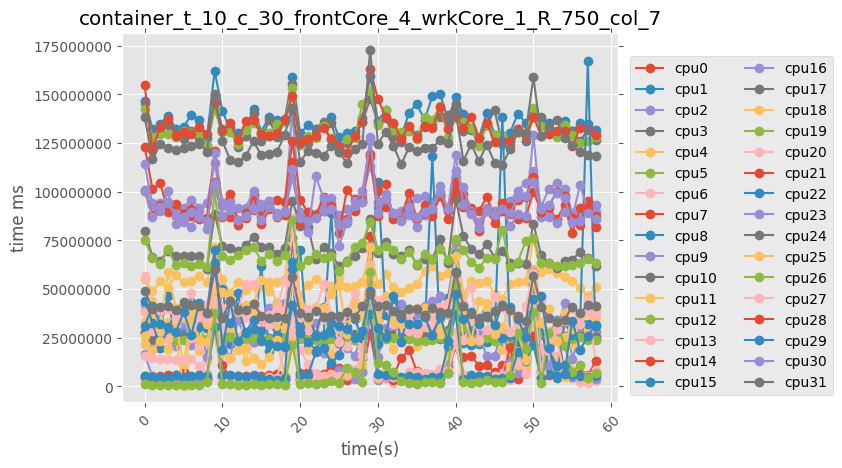 container_t_10_c_30_frontCore_4_wrkCore_1_R_750_col_7
time ms
175000000
150000000
125000000
100000000
75000000
50000000
25000000
0
0
10
20
30
40
50
60
time(s)
cpu0
cpu1
cpu2
cpu3
cpu4
cpu5
cpu6
cpu7
cpu8
cpu9
cpu10
cpu11
cpu12
cpu13
cpu14
cpu15
cpu16
cpu17
cpu18
cpu19
cpu20
cpu21
cpu22
cpu23
cpu24
cpu25
cpu26
cpu27
cpu28
cpu29
cpu30
cpu31